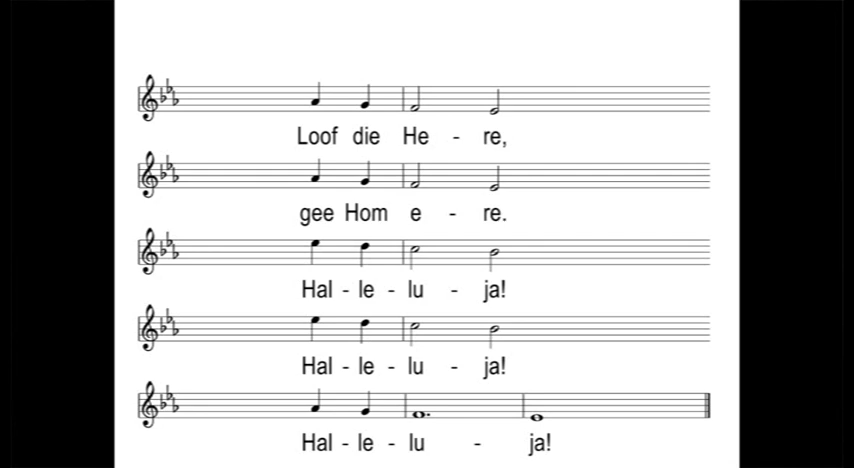 Loof die He - re,
gee Hom e - re.
Hal - le - lu - ja!
Hal - le - lu - ja!
Hal - le - lu - ja!